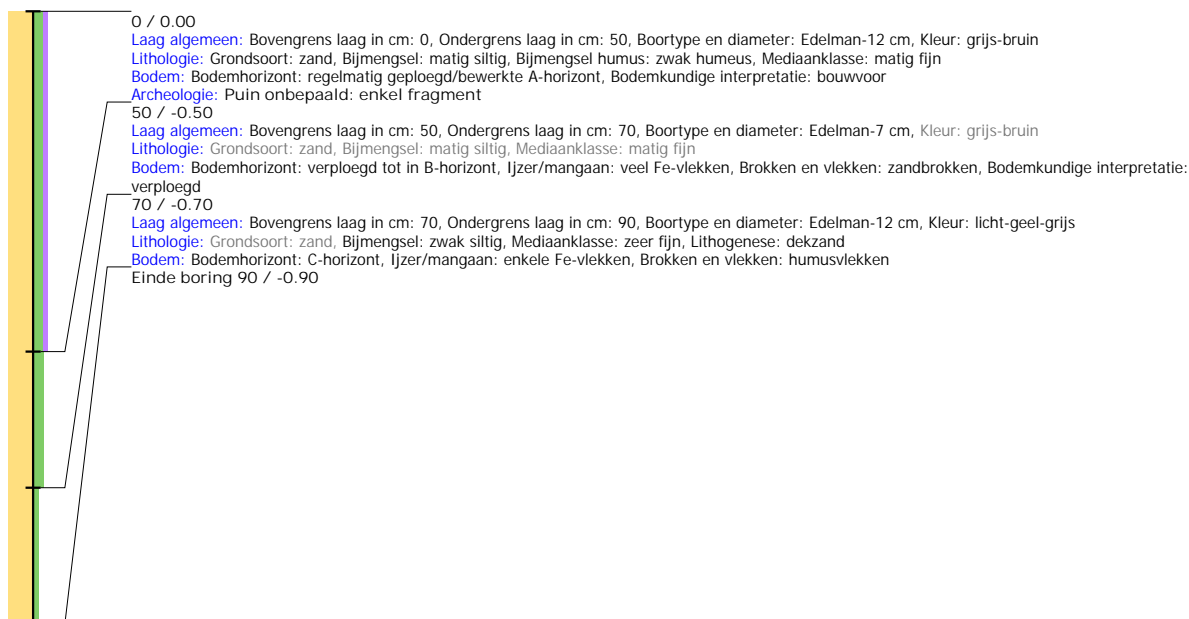 0 / 0.00
Laag algemeen: Bovengrens laag in cm: 0, Ondergrens laag in cm: 50, Boortype en diameter: Edelman-12 cm, Kleur: grijs-bruin
Lithologie: Grondsoort: zand, Bijmengsel: matig siltig, Bijmengsel humus: zwak humeus, Mediaanklasse: matig fijn
Bodem: Bodemhorizont: regelmatig geploegd/bewerkte A-horizont, Bodemkundige interpretatie: bouwvoor
Archeologie: Puin onbepaald: enkel fragment
50 / -0.50
Laag algemeen: Bovengrens laag in cm: 50, Ondergrens laag in cm: 70, Boortype en diameter: Edelman-7 cm, Kleur: grijs-bruin
Lithologie: Grondsoort: zand, Bijmengsel: matig siltig, Mediaanklasse: matig fijn
Bodem: Bodemhorizont: verploegd tot in B-horizont, Ijzer/mangaan: veel Fe-vlekken, Brokken en vlekken: zandbrokken, Bodemkundige interpretatie:
verploegd
70 / -0.70
Laag algemeen: Bovengrens laag in cm: 70, Ondergrens laag in cm: 90, Boortype en diameter: Edelman-12 cm, Kleur: licht-geel-grijs
Lithologie: Grondsoort: zand, Bijmengsel: zwak siltig, Mediaanklasse: zeer fijn, Lithogenese: dekzand
Bodem: Bodemhorizont: C-horizont, Ijzer/mangaan: enkele Fe-vlekken, Brokken en vlekken: humusvlekken
Einde boring 90 / -0.90